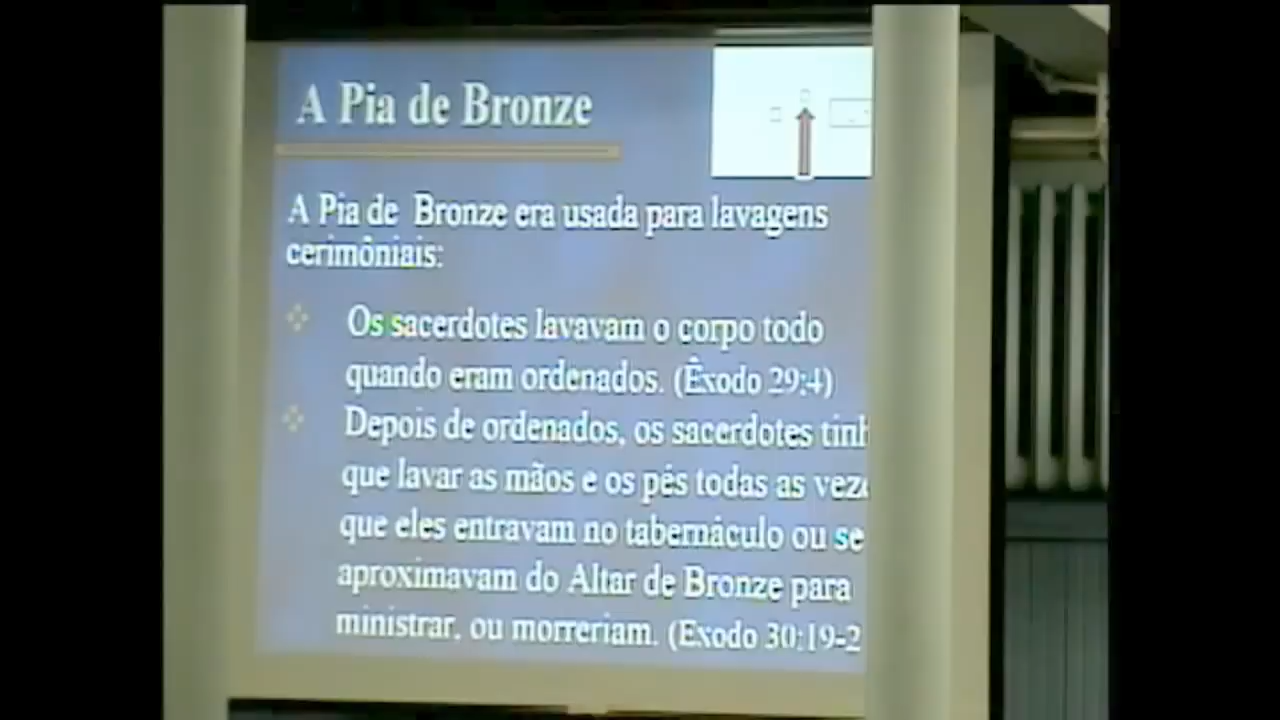 A Pia de Bronze
A Pia de Bronze era usada para lavagens
cerimôniais:
Os sacerdotes lavavam o corpo todo
quando eram ordenados. (Êxodo 29:4)
Depois de ordenados, os sacerdotes
que lavar as mãos e os pés todas as
que eles entravam no tabernáculo ou se
aproximavam do Altar de Bronze para
ministrar, ou morreriam. (Êxodo 30:19-2